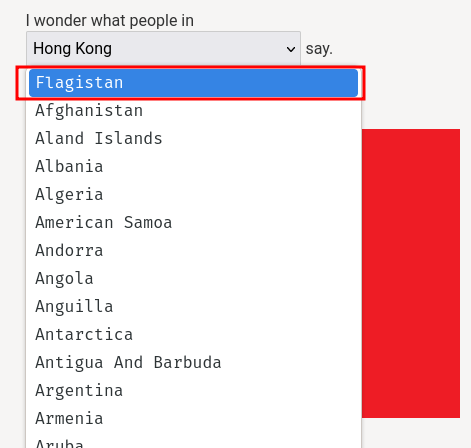 I wonder what people in
Hong Kong say.
Flagistan
Afghanistan
Aland Islands
Albania
Algeria
American Samoa
Andorra
Angola
Anguilla
Antarctica
Antigua And Barbuda
Argentina
Armenia
Aruba